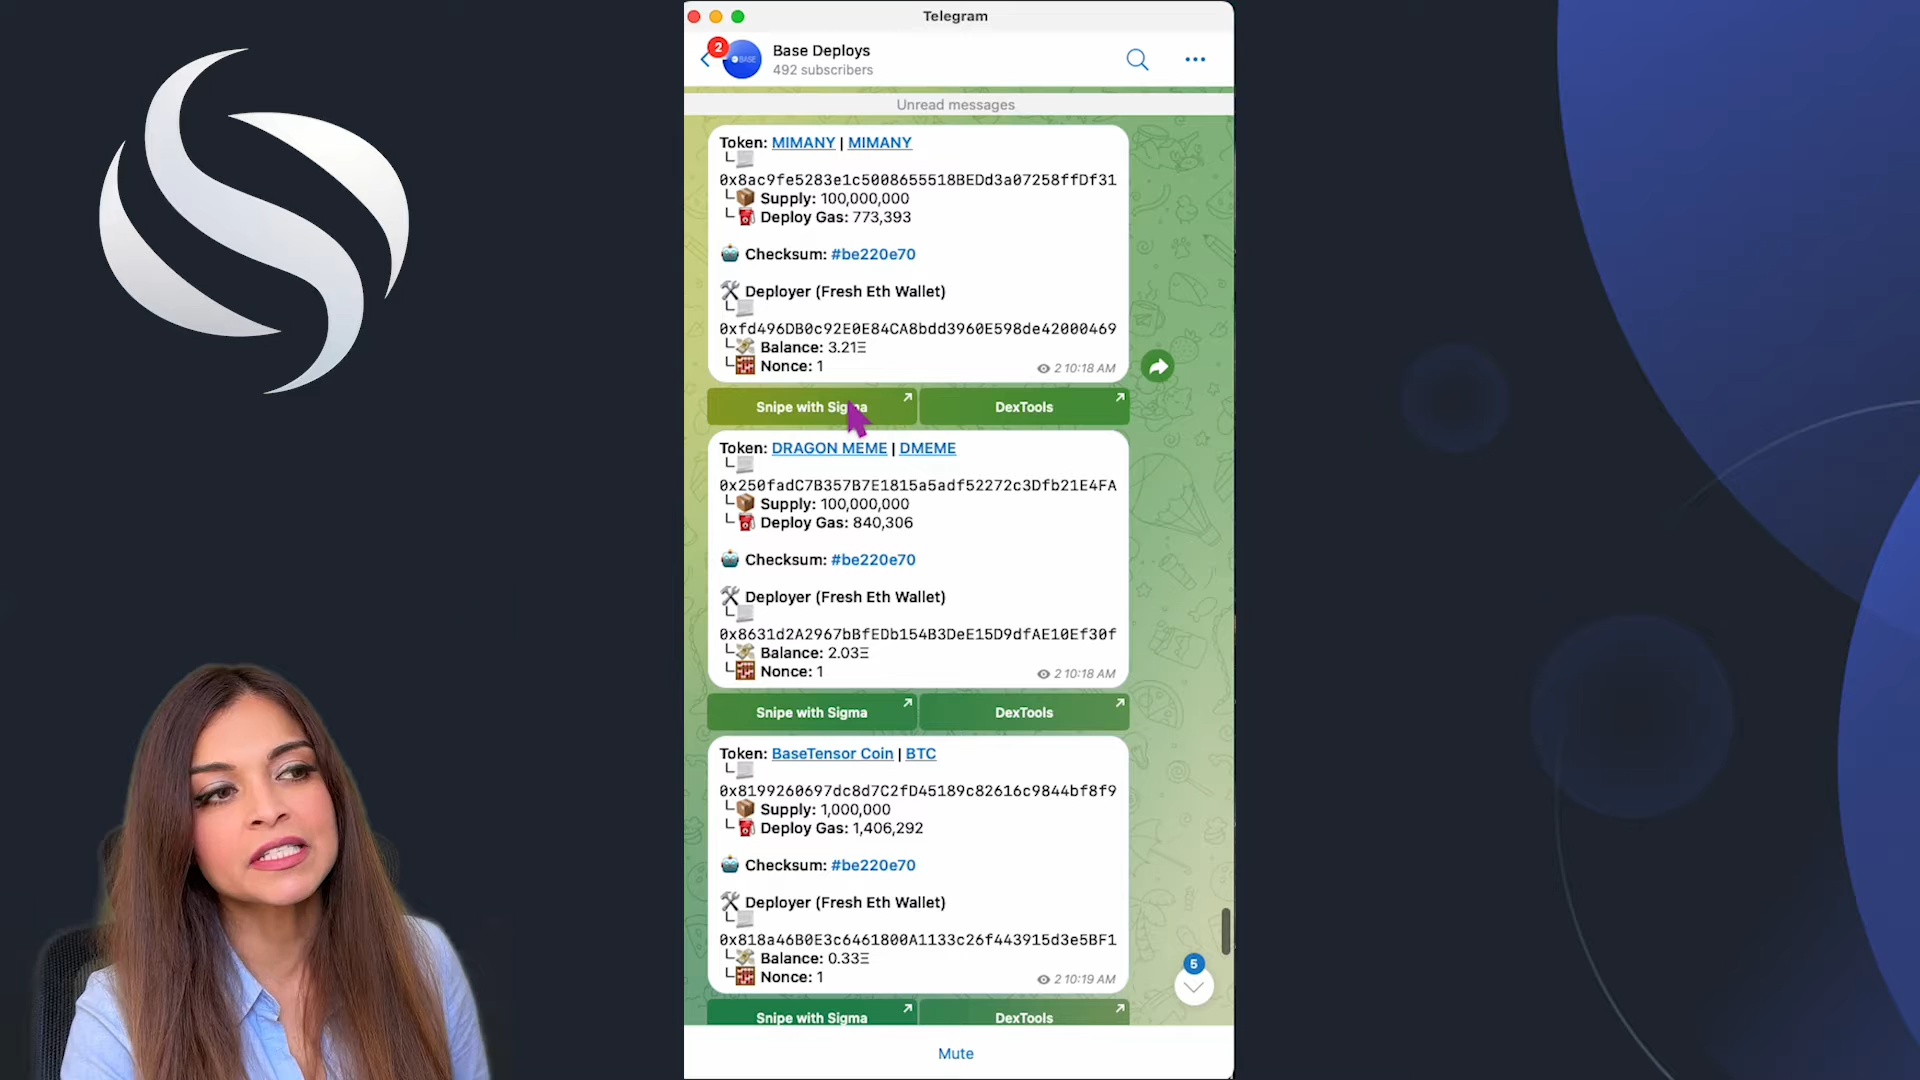 Telegram
2
BASE
Base Deploys
492 subscribers
Unread messages
Token: MIMANY | MIMANY
0x8ac9fe5283e1c5008655518BEDd3a07258ffDf31
Supply: 100,000,000
Deploy Gas: 773,393
Checksum: #be220e70
Deployer (Fresh Eth Wallet)
0xfd496DB0c92E0E84CA8bdd3960E598de42000469
Balance: 3.21Ξ
Nonce: 1
2 10:18 AM
Snipe with Sigma
DexTools
Token: DRAGON MEME | DMEME
0x250fadC7B357B7E1815a5adf52272c3Dfb21E4FA
Supply: 100,000,000
Deploy Gas: 840,306
Checksum: #be220e70
Deployer (Fresh Eth Wallet)
0x8631d2A2967bBfEDb154B3DeE15D9dfAE10Ef30f
Balance: 2.03Ξ
Nonce: 1
2 10:18 AM
Snipe with Sigma
DexTools
Token: BaseTensor Coin | BTC
0x8199260697dc8d7C2fD45189c82616c9844bf8f9
Supply: 1,000,000
Deploy Gas: 1,406,292
Checksum: #be220e70
Deployer (Fresh Eth Wallet)
0x818a46B0E3c6461800A1133c26f443915d3e5BF1
Balance: 0.33Ξ
Nonce: 1
2 10:19 AM
5
Snipe with Sigma
DexTools
Mute